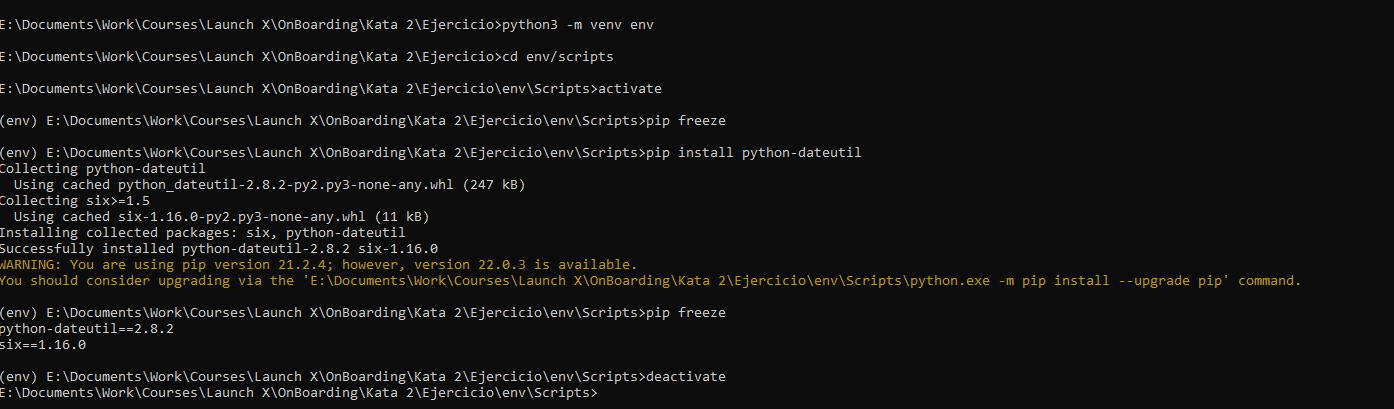 E:\Documents\Work\Courses\Launch X\OnBoarding\Kata 2\Ejercicio>python3 -m venv env
E:\Documents\Work\Courses\Launch X\OnBoarding\Kata 2\Ejercicio>cd env/scripts
E:\Documents\Work\Courses\Launch X\OnBoarding\Kata 2\Ejercicio\env\Scripts>activate
(env) E:\Documents\Work\Courses\Launch X\OnBoarding\Kata 2\Ejercicio\env\Scripts>pip freeze
(env) E:\Documents\Work\Courses\Launch X\OnBoarding\Kata 2\Ejercicio\env\Scripts>pip install python-dateutil
Collecting python-dateutil
  Using cached python_dateutil-2.8.2-py2.py3-none-any.whl (247 kB)
Collecting six>=1.5
  Using cached six-1.16.0-py2.py3-none-any.whl (11 kB)
Installing collected packages: six, python-dateutil
Successfully installed python-dateutil-2.8.2 six-1.16.0
WARNING: You are using pip version 21.2.4; however, version 22.0.3 is available.
You should consider upgrading via the 'E:\Documents\Work\Courses\Launch X\OnBoarding\Kata 2\Ejercicio\env\Scripts\python.exe -m pip install --upgrade pip' command.
(env) E:\Documents\Work\Courses\Launch X\OnBoarding\Kata 2\Ejercicio\env\Scripts>pip freeze
python-dateutil==2.8.2
six==1.16.0
(env) E:\Documents\Work\Courses\Launch X\OnBoarding\Kata 2\Ejercicio\env\Scripts>deactivate
E:\Documents\Work\Courses\Launch X\OnBoarding\Kata 2\Ejercicio\env\Scripts>